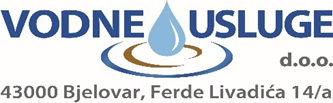 VODNE USLUGE
d.o.o.
43000 Bjelovar, Ferde Livadića 14/a